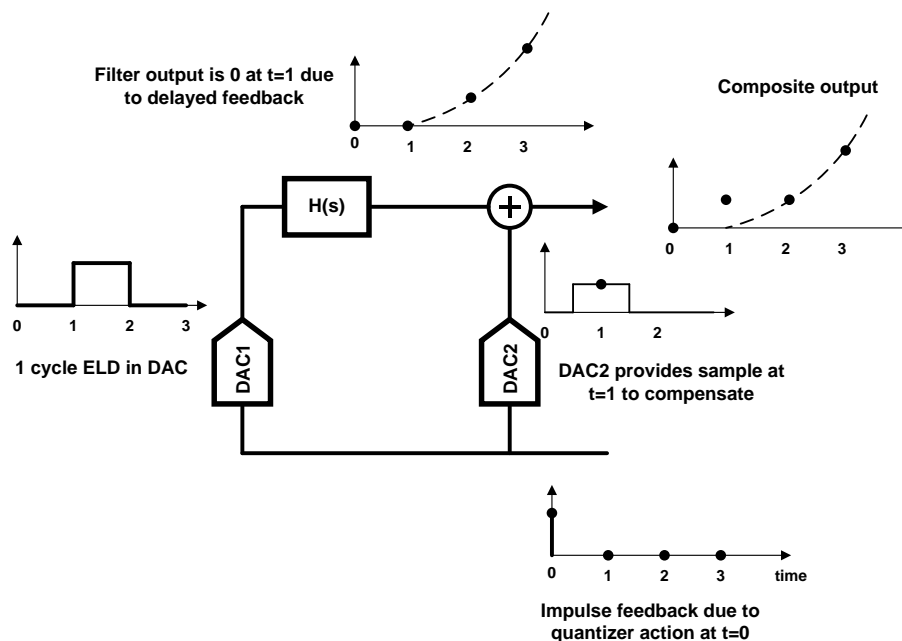 Filter output is 0 at t=1 due
to delayed feedback
0
1
2
3
Composite output
0
1
2
3
H(s)
0
1
2
3
1 cycle ELD in DAC
DAC1
DAC2
0
1
2
DAC2 provides sample at
t=1 to compensate
0
1
2
3
time
Impulse feedback due to
quantizer action at t=0